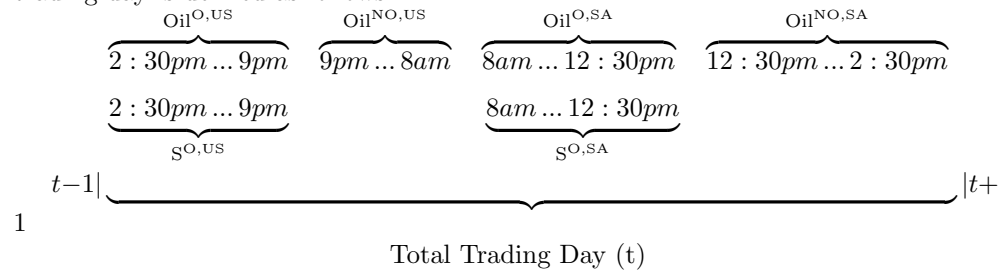 Oil^O,US Oil^NO,US Oil^O,SA Oil^NO,SA
2 : 30pm ... 9pm 9pm ... 8am 8am ... 12 : 30pm 12 : 30pm ... 2 : 30pm
2 : 30pm ... 9pm 8am ... 12 : 30pm
S^O,US S^O,SA
t−1| |t+
1
Total Trading Day (t)